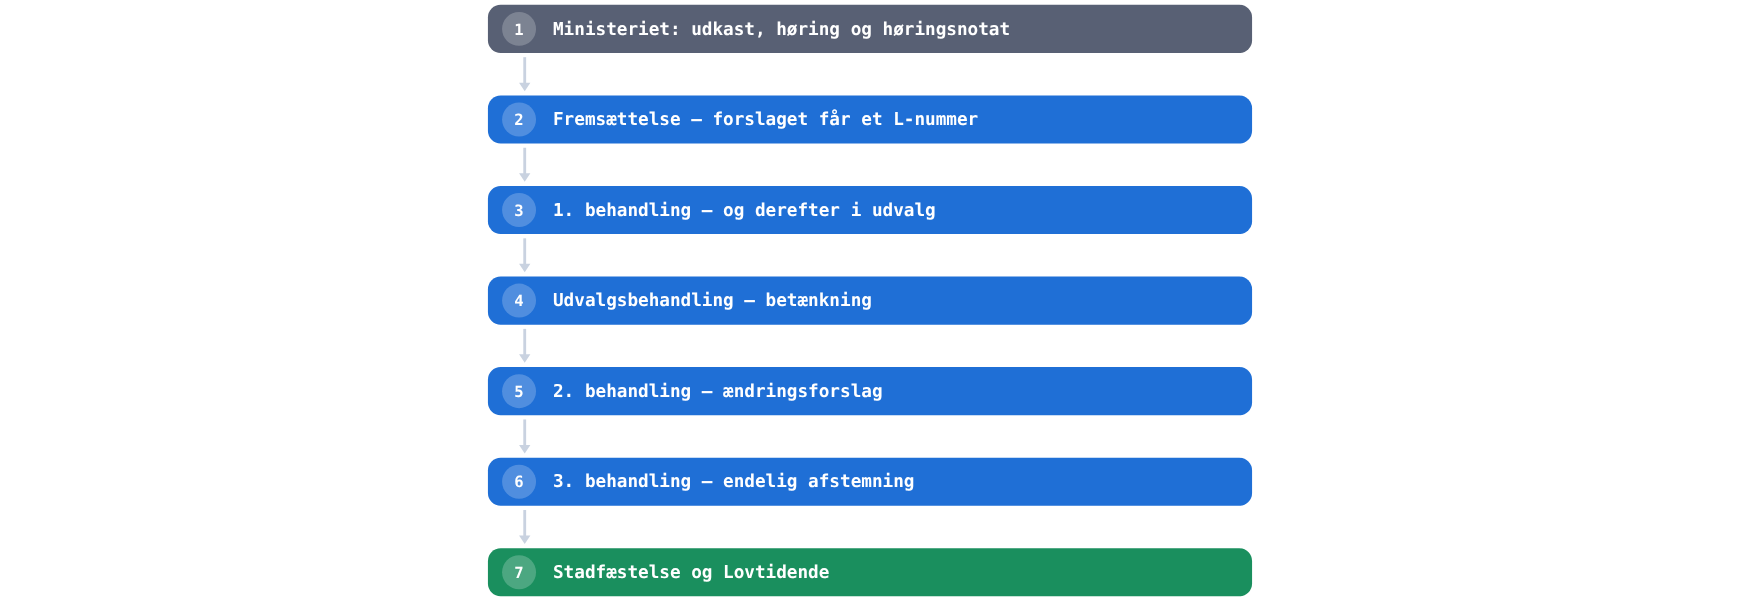 1 Ministeriet: udkast, høring og høringsnotat
2 Fremsættelse — forslaget får et L-nummer
3 1. behandling — og derefter i udvalg
4 Udvalgsbehandling — betænkning
5 2. behandling — ændringsforslag
6 3. behandling — endelig afstemning
7 Stadfæstelse og Lovtidende